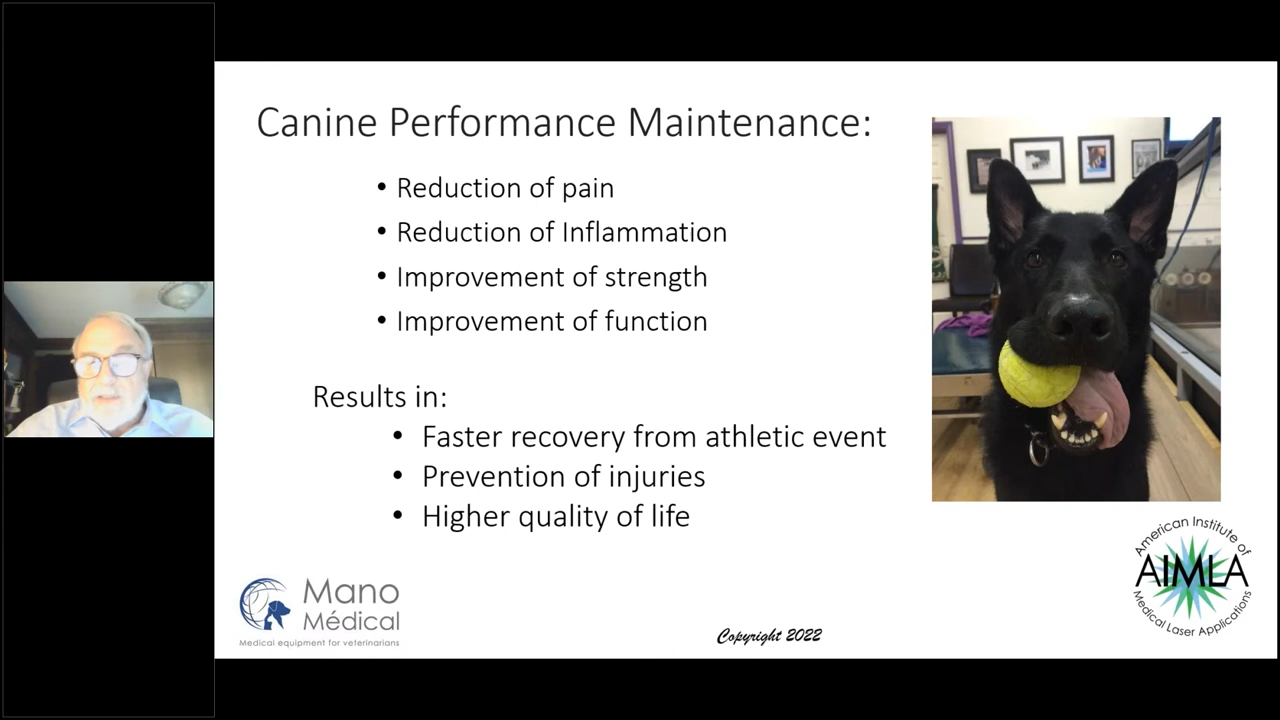 Canine Performance Maintenance:
• Reduction of pain
• Reduction of Inflammation
• Improvement of strength
• Improvement of function
Results in:
• Faster recovery from athletic event
• Prevention of injuries
• Higher quality of life
Mano
Médical
Medical equipment for veterinarians
Copyright 2022
American Institute of
AIMLA
Medical Laser Applications